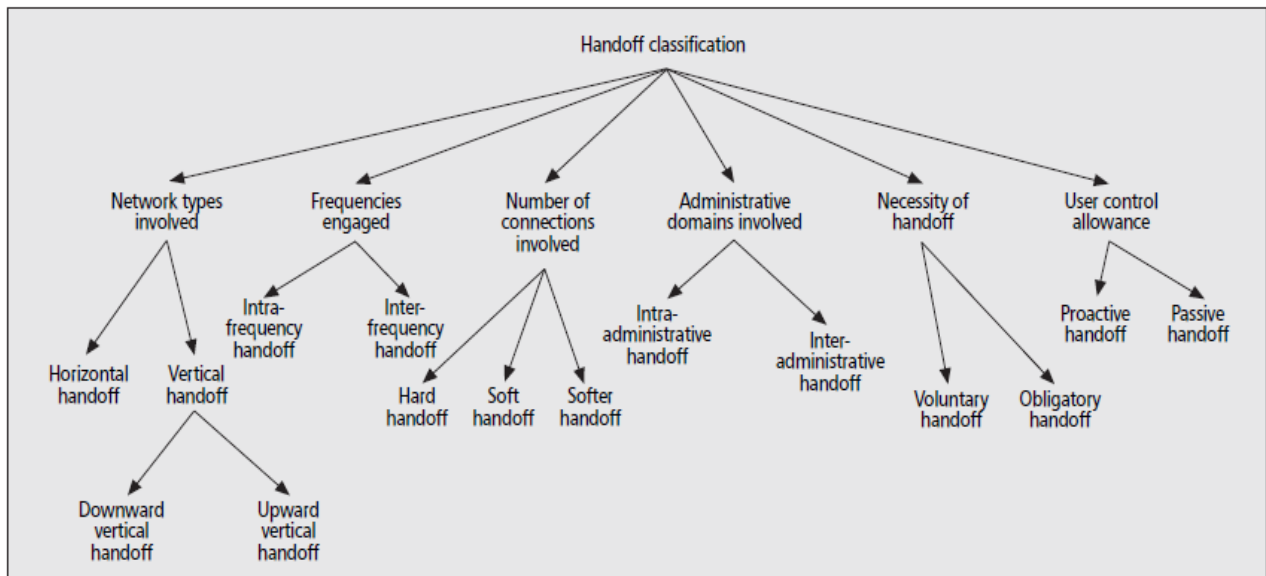 Handoff classification
Network types
involved
Frequencies
engaged
Number of
connections
involved
Administrative
domains involved
Necessity of
handoff
User control
allowance
Horizontal
handoff
Vertical
handoff
Intra-
frequency
handoff
Inter-
frequency
handoff
Hard
handoff
Soft
handoff
Softer
handoff
Intra-
administrative
handoff
Inter-
administrative
handoff
Voluntary
handoff
Obligatory
handoff
Proactive
handoff
Passive
handoff
Downward
vertical
handoff
Upward
vertical
handoff